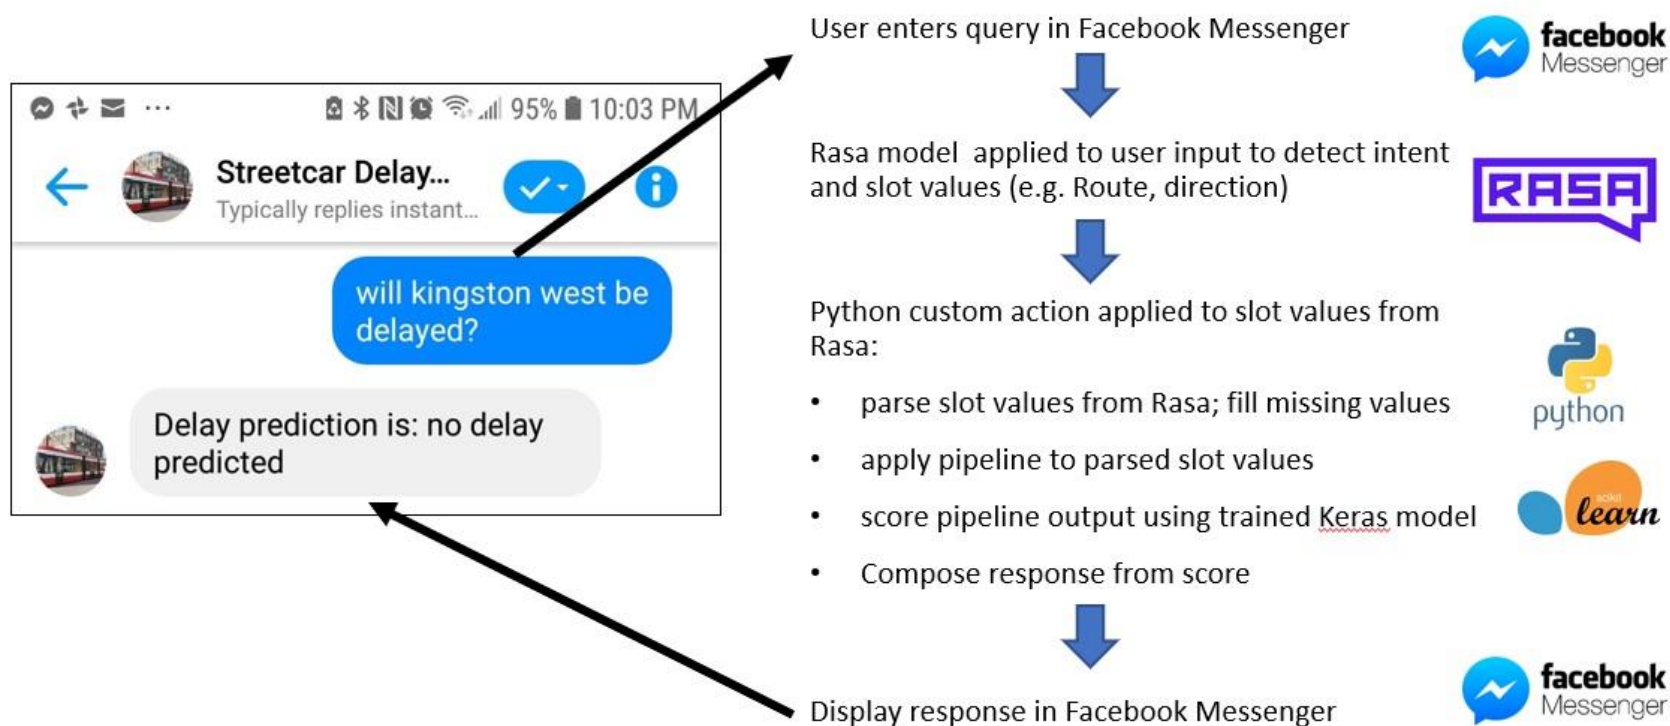 95% 10:03 PM
Streetcar Delay...
Typically replies instant...
will kingston west be
delayed?
Delay prediction is: no delay
predicted
User enters query in Facebook Messenger
facebook
Messenger
Rasa model  applied to user input to detect intent
and slot values (e.g. Route, direction)
RASA
Python custom action applied to slot values from
Rasa:
• parse slot values from Rasa; fill missing values
• apply pipeline to parsed slot values
• score pipeline output using trained Keras model
• Compose response from score
python
scikit
learn
Display response in Facebook Messenger
facebook
Messenger